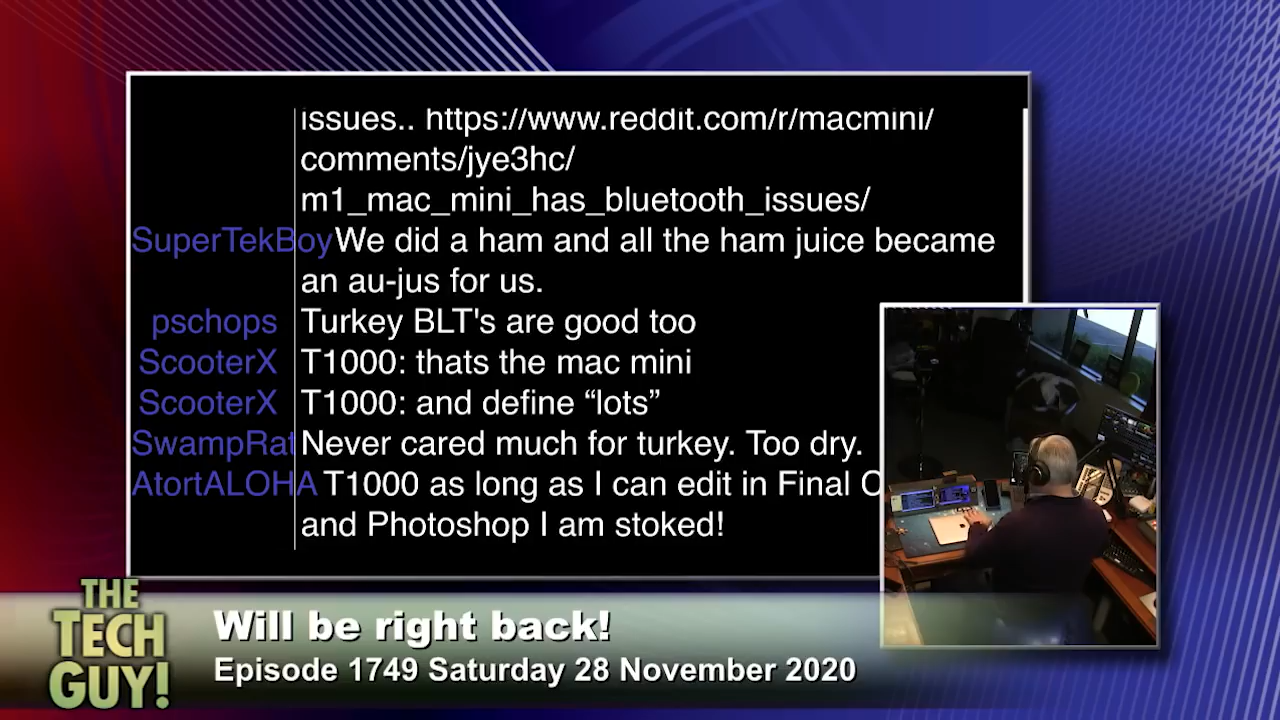 issues.. https://www.reddit.com/r/macmini/
comments/jye3hc/
m1_mac_mini_has_bluetooth_issues/
SuperTekBoy We did a ham and all the ham juice became
an au-jus for us.
pschops Turkey BLT's are good too
ScooterX T1000: thats the mac mini
ScooterX T1000: and define “lots”
SwampRat Never cared much for turkey. Too dry.
AtortALOHA T1000 as long as I can edit in Final
and Photoshop I am stoked!
THE
TECH
GUY!
Will be right back!
Episode 1749 Saturday 28 November 2020